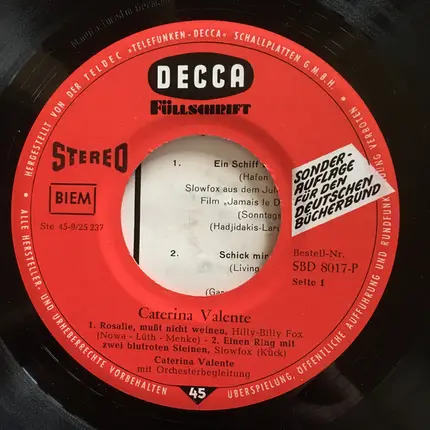 HERGESTELLT VON DER TELDEC »TELEFUNKEN-DECCA« SCHALLPLATTEN G.M.B.H.
ALLE HERSTELLER- UND URHEBERRECHTE VORBEHALTEN
ÜBERSPIELUNG, ÖFFENTLICHE AUFFÜHRUNG UND RUNDFUNK VERBOTEN
DECCA
FÜLLSCHRIFT
STEREO
BIEM
Ste 45-9/25 237
SONDER-
AUFLAGE
FÜR DEN
DEUTSCHEN
BÜCHERBUND
Bestell-Nr.
SBD 8017-P
Seite 1
1. Ein Schiff
(Hafen
Slowfox aus dem
Film „Jamais le
(Sonntags
(Hadjidakis-
2. Schick
(Living
Caterina Valente
1. Rosalie, mußt nicht weinen, Hilly-Billy Fox
(Nowa - Lüth - Menke) - 2. Einen Ring mit
zwei blutroten Steinen, Slowfox (Kück)
Caterina Valente
mit Orchesterbegleitung
45